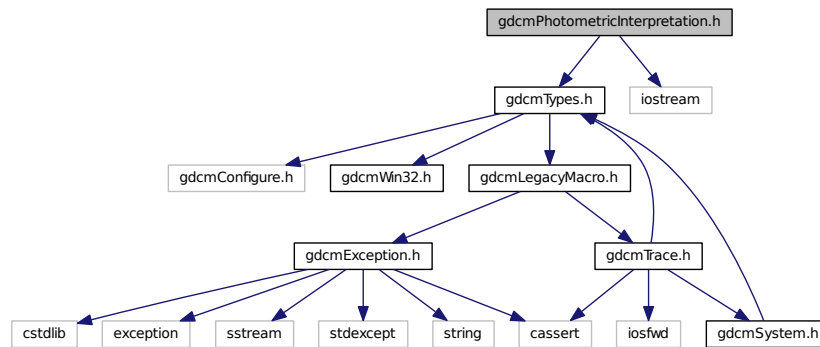 gdcmPhotometricInterpretation.h
gdcmTypes.h
iostream
gdcmConfigure.h
gdcmWin32.h
gdcmLegacyMacro.h
gdcmException.h
gdcmTrace.h
cstdlib
exception
sstream
stdexcept
string
cassert
iosfwd
gdcmSystem.h